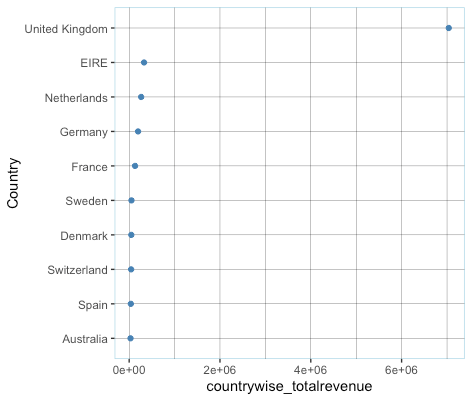 United Kingdom
EIRE
Netherlands
Germany
France
Sweden
Denmark
Switzerland
Spain
Australia
Country
0e+00 2e+06 4e+06 6e+06
countrywise_totalrevenue